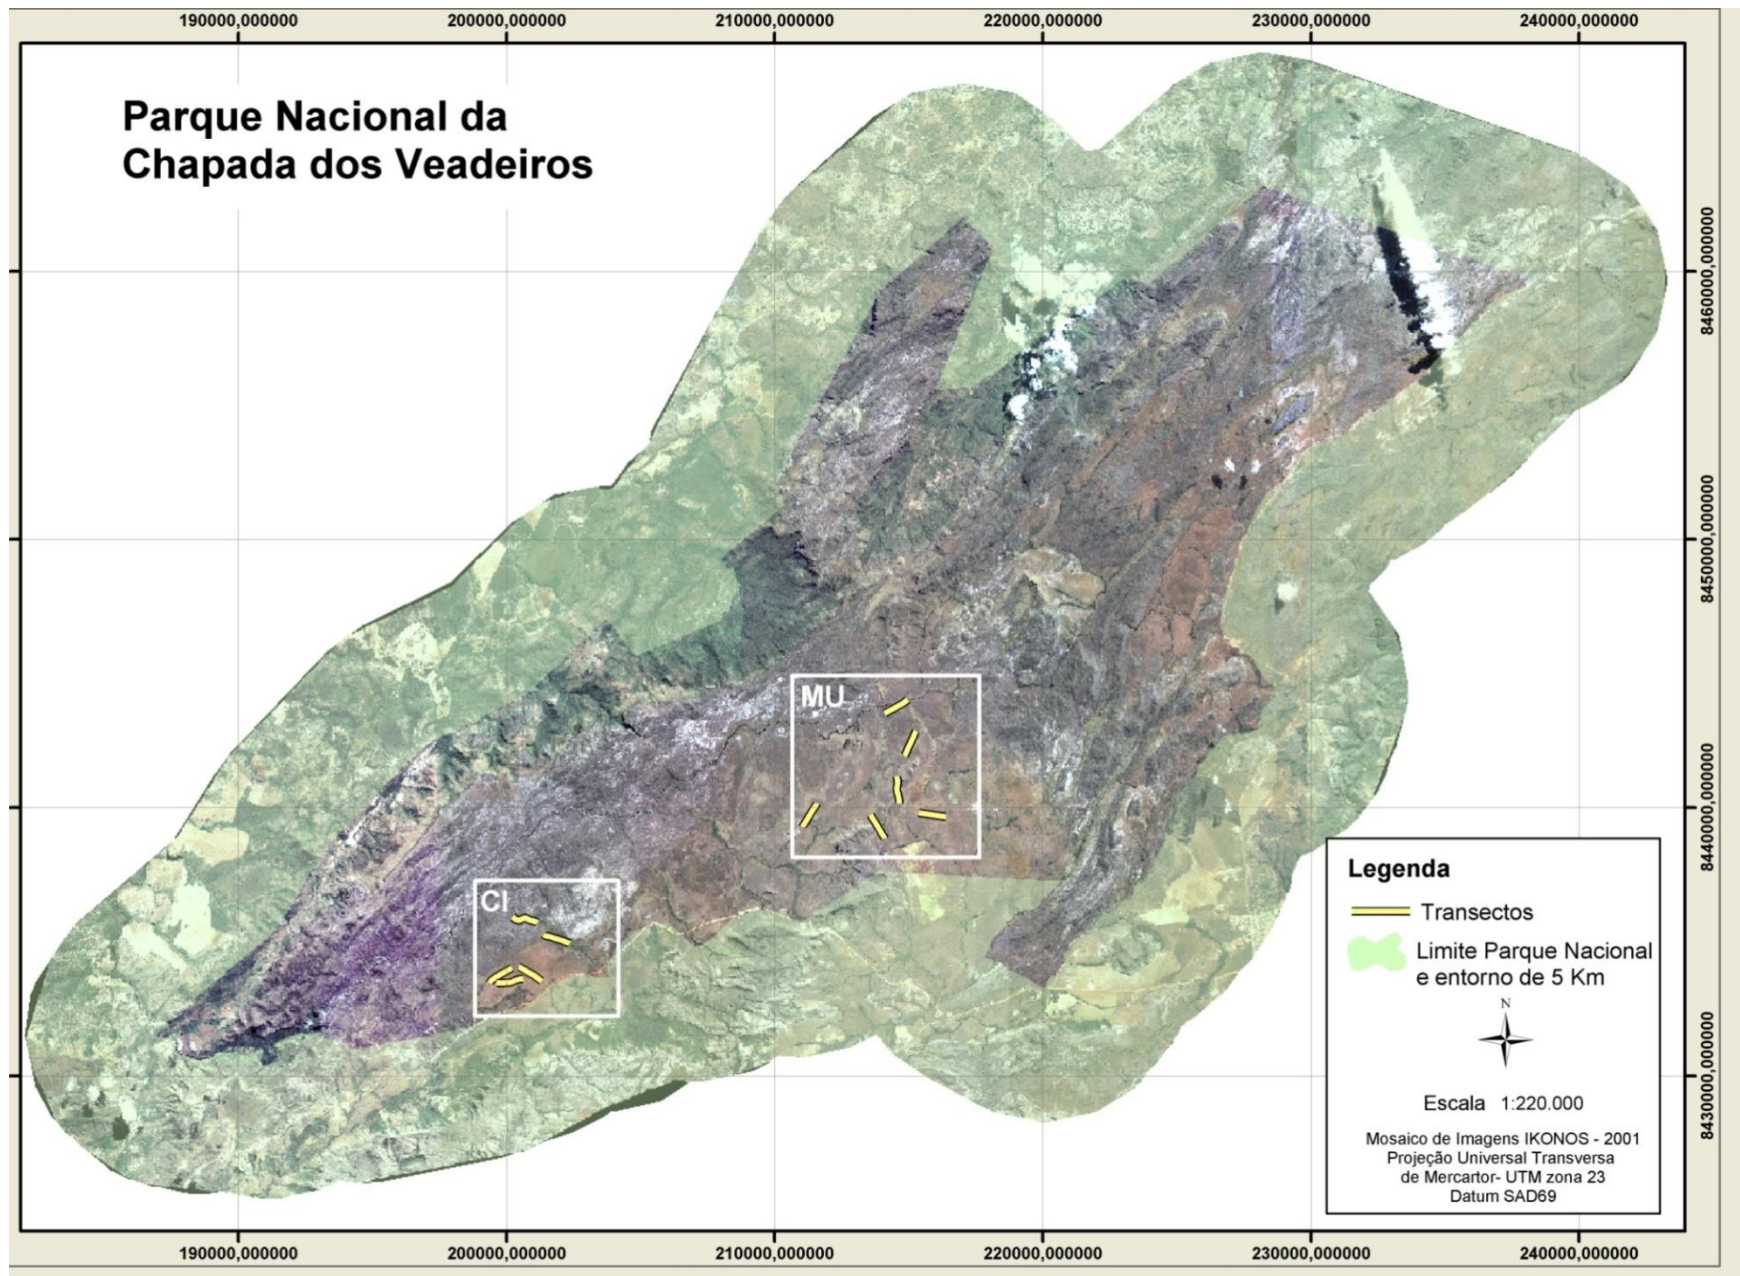 190000,000000 200000,000000 210000,000000 220000,000000 230000,000000 240000,000000
Parque Nacional da
Chapada dos Veadeiros
8460000,000000
8450000,000000
8440000,000000
8430000,000000
MU
CI
Legenda
Transectos
Limite Parque Nacional
e entorno de 5 Km
N
Escala 1:220.000
Mosaico de Imagens IKONOS - 2001
Projeção Universal Transversa
de Mercartor- UTM zona 23
Datum SAD69
190000,000000 200000,000000 210000,000000 220000,000000 230000,000000 240000,000000